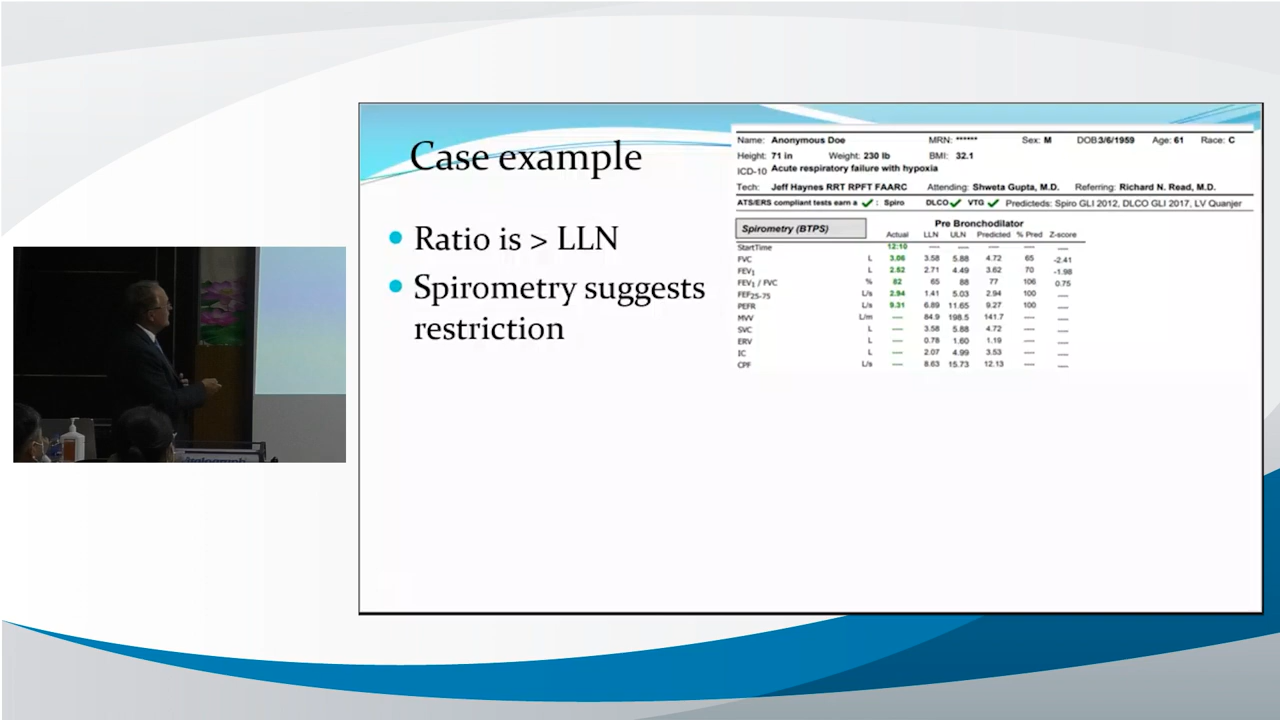 Case example
Ratio is > LLN
Spirometry suggests
restriction
Name: Anonymous Doe MRN: ****** Sex: M DOB3/6/1959 Age: 61 Race: C
Height: 71 in Weight: 230 lb BMI: 32.1
ICD-10 Acute respiratory failure with hypoxia
Tech: Jeff Haynes RRT RPFT FAARC Attending: Shweta Gupta, M.D. Referring: Richard N. Read, M.D.
ATS/ERS compliant tests earn a ✓ : Spiro DLCO ✓ VTG ✓ Predicteds: Spiro GLI 2012, DLCO GLI 2017, LV Quanjer
Spirometry (BTPS) Pre Bronchodilator
Actual LLN ULN Predicted % Pred Z-score
StartTime 12:10 ---- ---- ---- ---- ----
FVC L 3.06 3.58 5.88 4.72 65 -2.41
FEV1 L 2.52 2.71 4.49 3.62 70 -1.98
FEV1 / FVC % 82 65 88 77 106 0.75
FEF25-75 L/s 2.94 1.41 5.03 2.94 100 ----
PEFR L/s 9.31 6.89 11.65 9.27 100 ----
MVV L/m ---- 84.9 198.5 141.7 ---- ----
SVC L ---- 3.58 5.88 4.72 ---- ----
ERV L ---- 0.78 1.60 1.19 ---- ----
IC L ---- 2.07 4.99 3.53 ---- ----
CPF L/s ---- 8.63 15.73 12.13 ---- ----